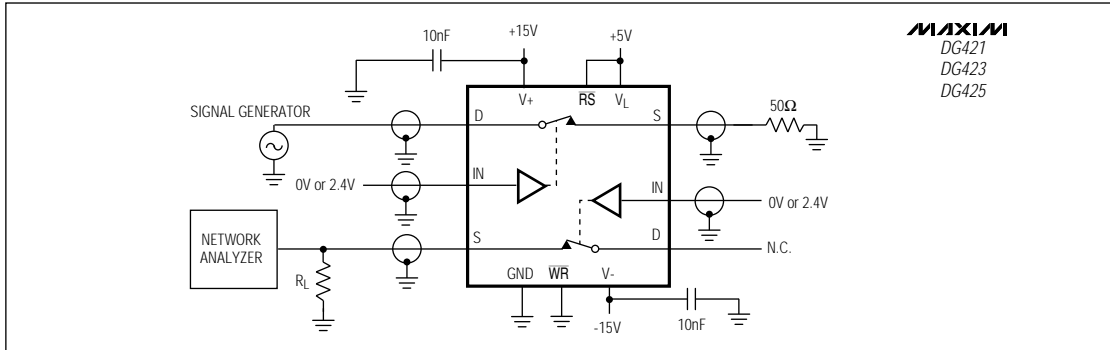 10nF
+15V
+5V
MAXIM
DG421
DG423
DG425
V+
RS
VL
SIGNAL GENERATOR
D
S
50Ω
IN
0V or 2.4V
IN
0V or 2.4V
NETWORK
ANALYZER
S
D
N.C.
RL
GND
WR
V-
-15V
10nF